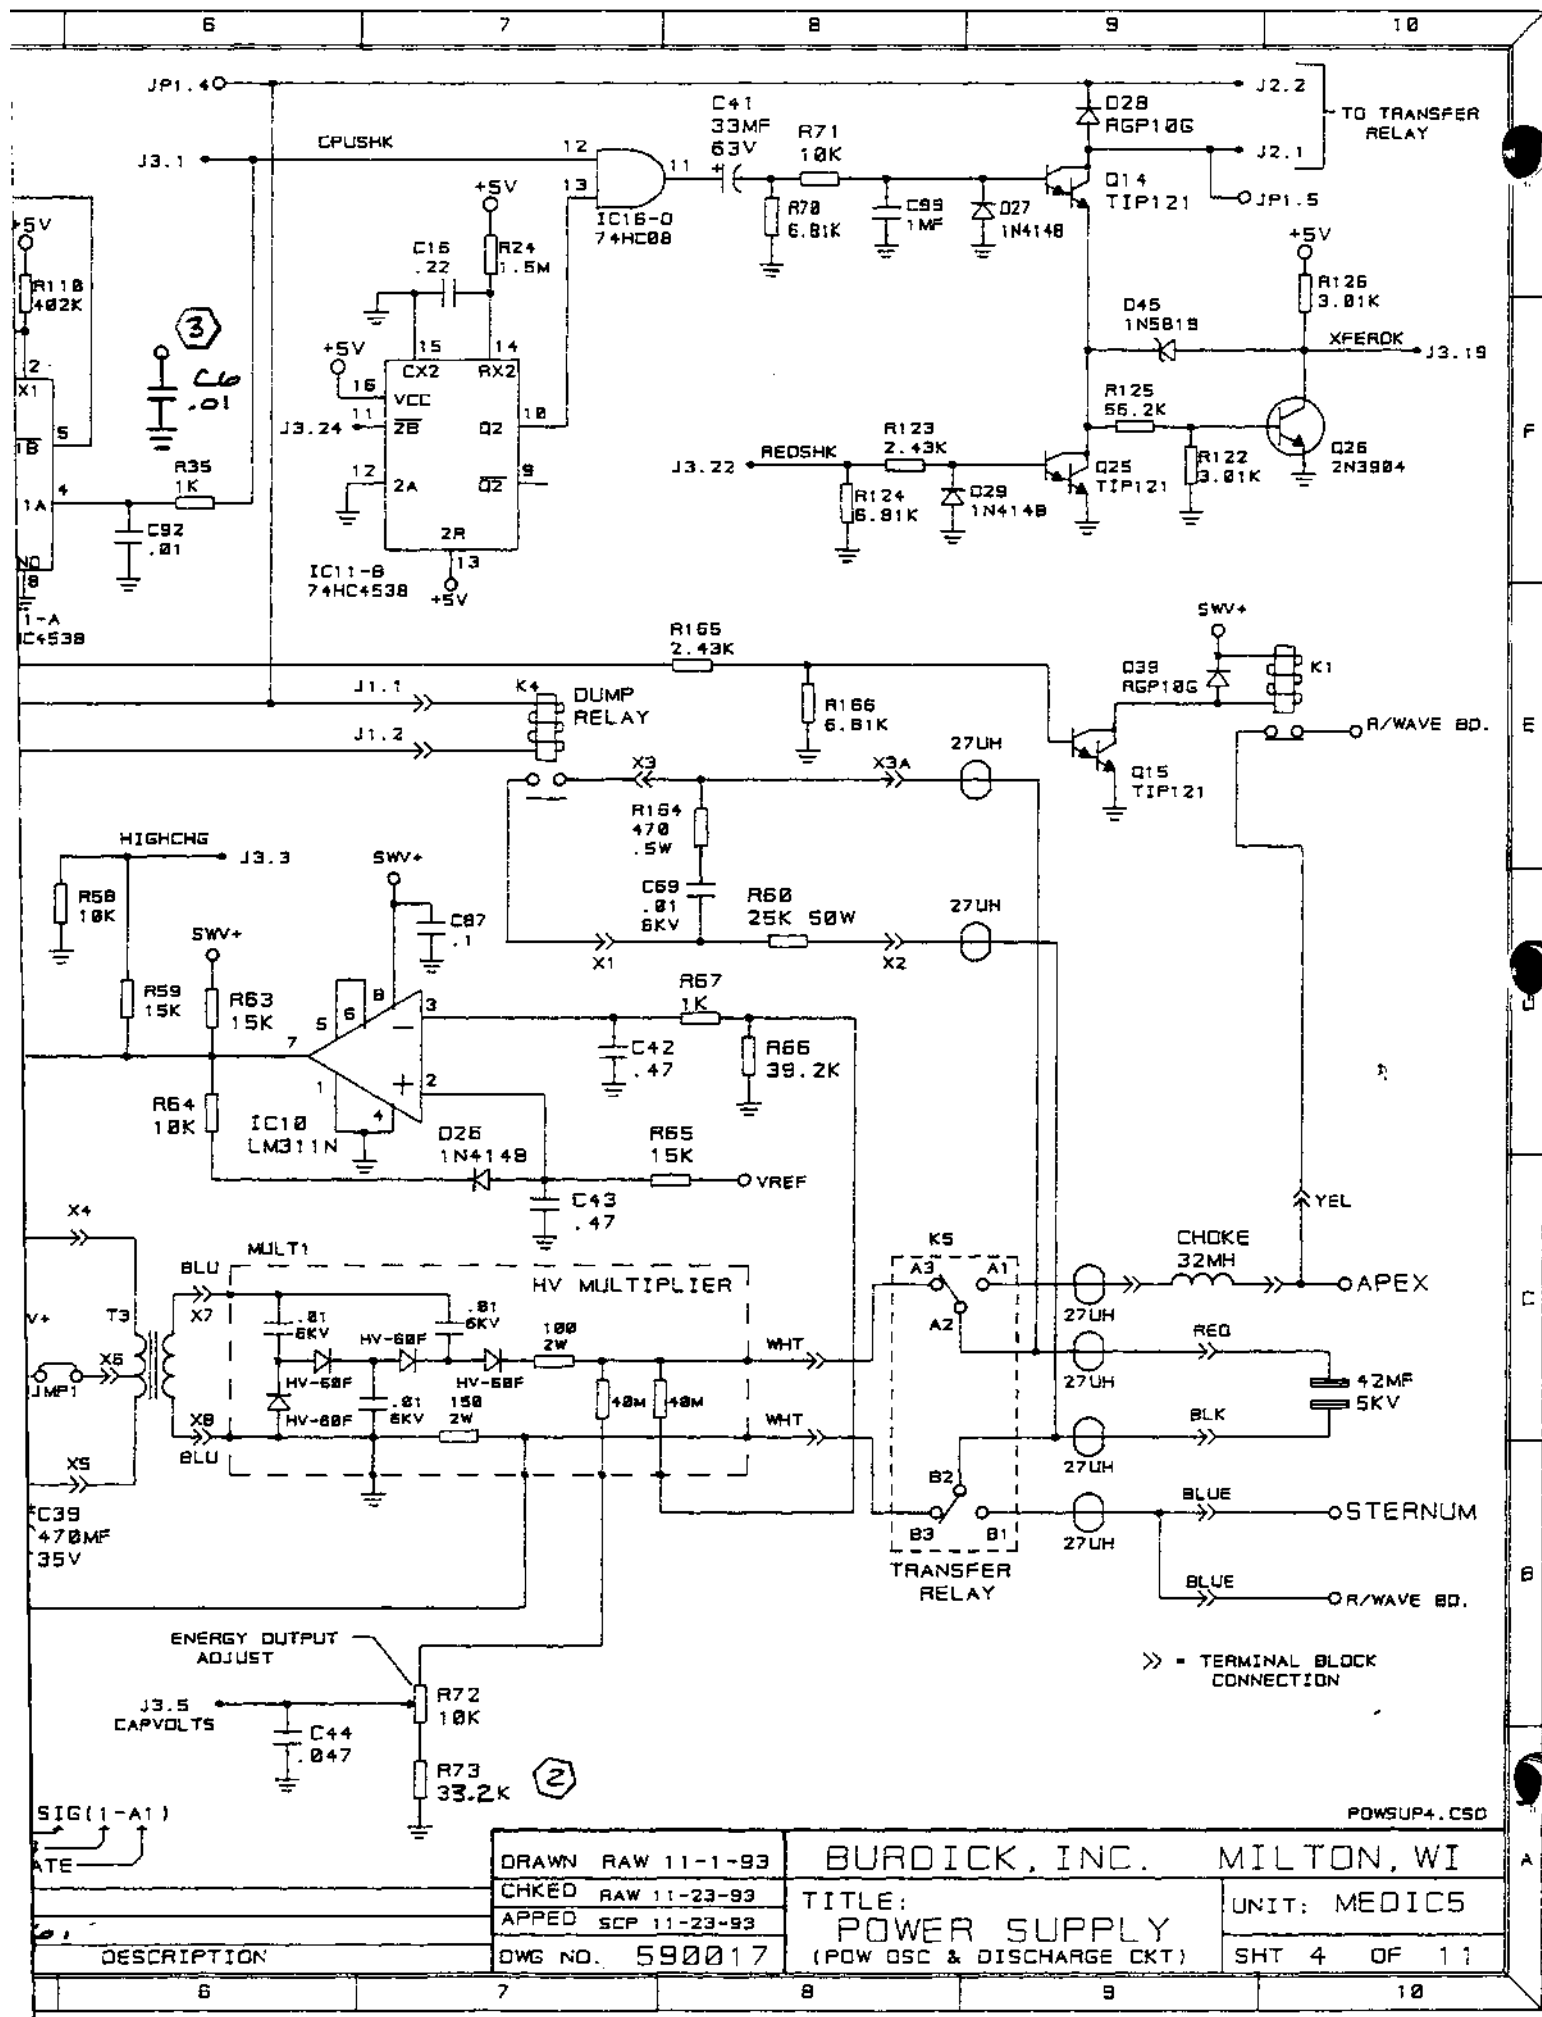 6 7 8 9 10
JP1.4
J2.2
TO TRANSFER
RELAY
C41
33MF
63V
R71
10K
D28
RGP10G
J3.1
CPUSHK
12
13
11
IC16-D
74HC08
J2.1
JP1.5
Q14
TIP121
R70
6.81K
C99
1MF
D27
1N4148
+5V
R110
402K
+5V
R24
1.5M
C16
.22
3
C6
.01
+5V
R126
3.01K
D45
1N5819
XFEROK
J3.19
2
X1
5
1B
4
1A
ND
8
1-A
IC4538
+5V
15
14
CX2
RX2
16
VCC
11
J3.24
2B
Q2
10
12
2A
Q2
9
2R
13
+5V
IC11-B
74HC4538
R35
1K
C92
.01
R125
56.2K
R123
2.43K
J3.22
REDSHK
R124
6.81K
D29
1N4148
Q25
TIP121
R122
3.01K
Q26
2N3904
F
SWV+
R165
2.43K
D39
RGP10G
K1
J1.1
K4
DUMP
RELAY
R166
6.81K
J1.2
R/WAVE BD.
E
Q15
TIP121
X3
X3A
27UH
R164
470
.5W
HIGHCHG
J3.3
SWV+
R58
10K
C69
.01
6KV
R60
25K 50W
27UH
C87
.1
X1
X2
SWV+
R59
15K
R63
15K
R67
1K
D
5
6
8
3
7
C42
.47
R66
39.2K
1
4
2
R64
10K
IC10
LM311N
D26
1N4148
R65
15K
VREF
C43
.47
X4
YEL
MULT1
BLU
X7
HV MULTIPLIER
K5
A3
A1
CHOKE
32MH
APEX
C
V+
T3
.01
6KV
.01
6KV
HV-60F
100
2W
A2
27UH
RED
WHT
X6
JMP1
HV-60F
HV-60F
27UH
42MF
5KV
HV-60F
.01
6KV
150
2W
40M
40M
X8
WHT
BLK
BLU
X5
27UH
B2
C39
470MF
35V
BLUE
STERNUM
B3
B1
27UH
TRANSFER
RELAY
BLUE
R/WAVE BD.
B
ENERGY OUTPUT
ADJUST
= TERMINAL BLOCK
CONNECTION
J3.5
CAPVOLTS
R72
10K
C44
.047
R73
33.2K
2
SIG(1-A1)
ATE
POWSUP4.CSD
DRAWN RAW 11-1-93
BURDICK, INC. MILTON, WI
A
CHKED RAW 11-23-93
TITLE:
UNIT: MEDIC5
APPED SCP 11-23-93
POWER SUPPLY
DESCRIPTION
DWG NO. 590017
(POW OSC & DISCHARGE CKT)
SHT 4 OF 11
6 7 8 9 10